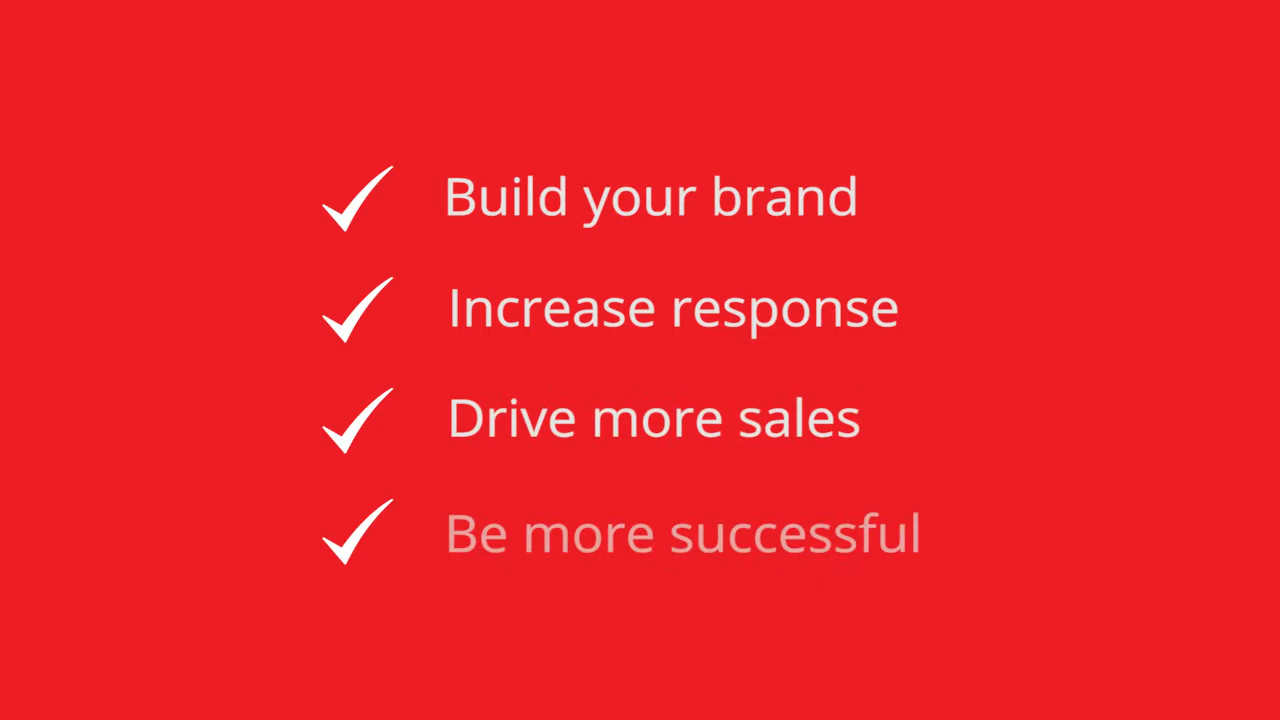 Build your brand
Increase response
Drive more sales
Be more successful